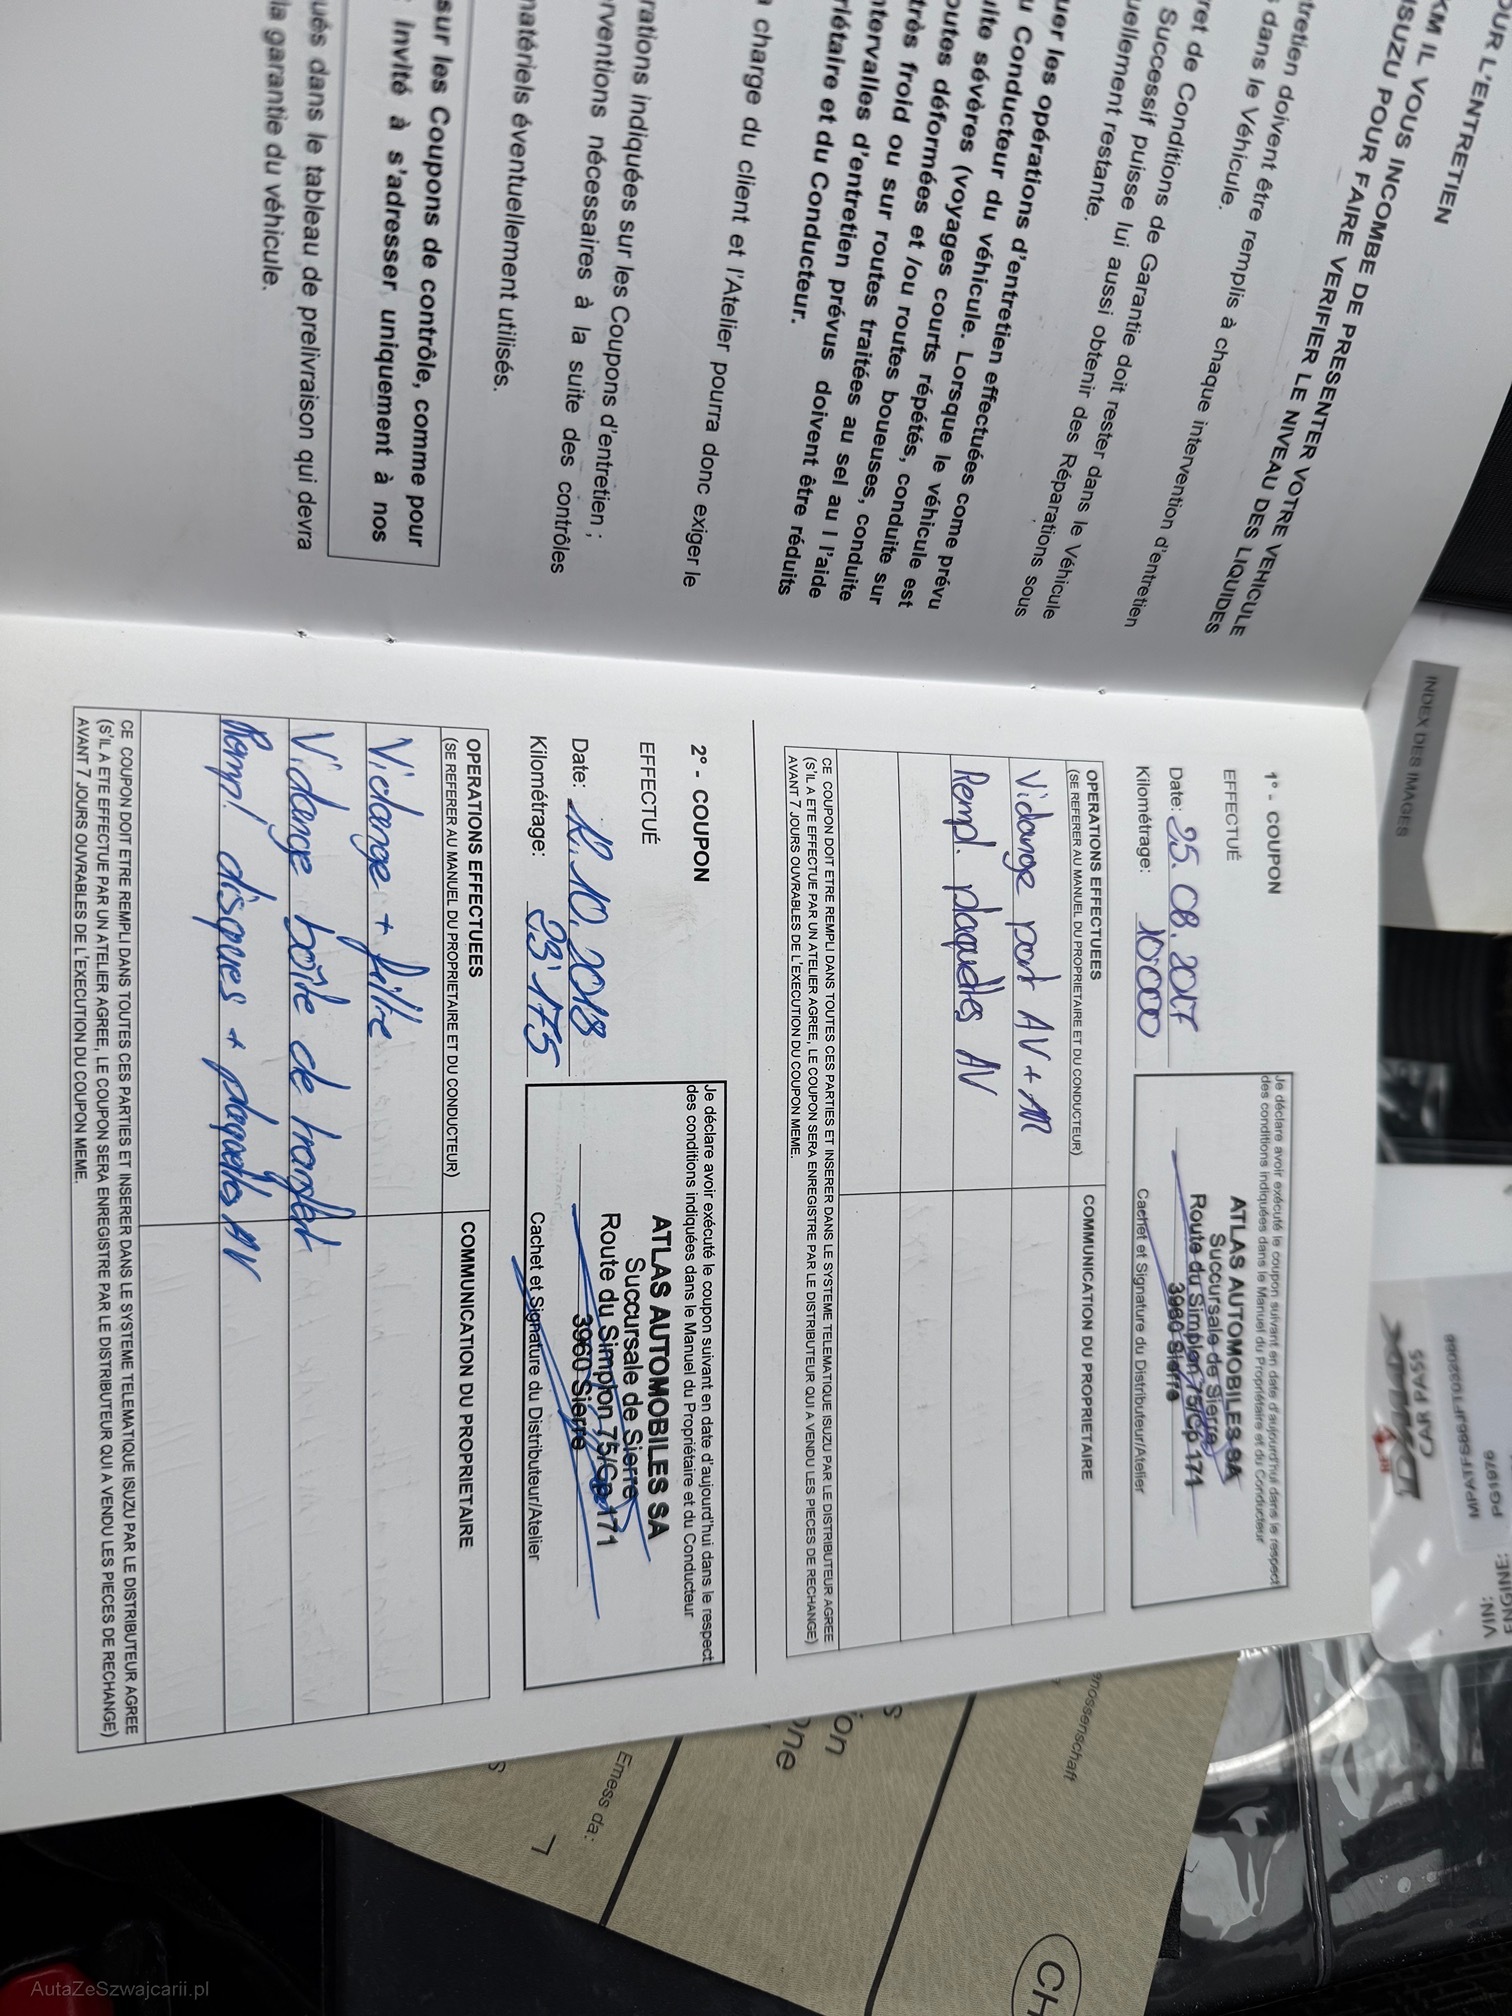 OUR L'ENTRETIEN
KM IL VOUS INCOMBE DE PRESENTER VOTRE VEHICULE
ISUZU POUR FAIRE VERIFIER LE NIVEAU DES LIQUIDES
tretien doivent être remplis à chaque intervention d'entretien
dans le Véhicule.
ret de Conditions de Garantie doit rester dans le Véhicule
Successif puisse lui aussi obtenir des Réparations sous
uellement restante.
uer les opérations d'entretien effectuées come prévu
u Conducteur du véhicule. Lorsque le véhicule est
ulte sévères (voyages courts répétés, conduite sur
outes déformées et /ou routes boueuses, conduite
très froid ou sur routes traitées au sel au l l'aide
ntervalles d'entretien prévus doivent être réduits
riétaire et du Conducteur.
charge du client et l'Atelier pourra donc exiger le
rations indiquées sur les Coupons d'entretien ;
rventions nécessaires à la suite des contrôles
matériels éventuellement utilisés.
sur les Coupons de contrôle, comme pour
invité à s'adresser uniquement à nos
ués dans le tableau de prelivraison qui devra
la garantie du véhicule.
1° - COUPON
EFFECTUÉ
Date: 25. 08. 2017
Kilométrage: 10'000
Je déclare avoir exécuté le coupon suivant en date d'aujourd'hui dans le respect
des conditions indiquées dans le Manuel du Propriétaire et du Conducteur
ATLAS AUTOMOBILES SA
Succursale de Sierre
Route du Simplon 75/Cp 171
3960 Sierre
Cachet et Signature du Distributeur/Atelier
OPERATIONS EFFECTUEES
(SE REFERER AU MANUEL DU PROPRIETAIRE ET DU CONDUCTEUR)
COMMUNICATION DU PROPRIETAIRE
Vidange pont AV + AR
Rempl. plaquettes AV
CE COUPON DOIT ETRE REMPLI DANS TOUTES CES PARTIES ET INSERER DANS LE SYSTEME TELEMATIQUE ISUZU PAR LE DISTRIBUTEUR AGREE
(S'IL A ETE EFFECTUE PAR UN ATELIER AGREE, LE COUPON SERA ENREGISTRE PAR LE DISTRIBUTEUR QUI A VENDU LES PIECES DE RECHANGE)
AVANT 7 JOURS OUVRABLES DE L'EXECUTION DU COUPON MEME.
2° - COUPON
EFFECTUÉ
Date: 12. 10. 2018
Kilométrage: 23'175
Je déclare avoir exécuté le coupon suivant en date d'aujourd'hui dans le respect
des conditions indiquées dans le Manuel du Propriétaire et du Conducteur
ATLAS AUTOMOBILES SA
Succursale de Sierre
Route du Simplon 75/Cp 171
3960 Sierre
Cachet et Signature du Distributeur/Atelier
OPERATIONS EFFECTUEES
(SE REFERER AU MANUEL DU PROPRIETAIRE ET DU CONDUCTEUR)
COMMUNICATION DU PROPRIETAIRE
Vidange + filtre
Vidange boîte de transfert
Rempl disques + plaquettes AV
CE COUPON DOIT ETRE REMPLI DANS TOUTES CES PARTIES ET INSERER DANS LE SYSTEME TELEMATIQUE ISUZU PAR LE DISTRIBUTEUR AGREE
(S'IL A ETE EFFECTUE PAR UN ATELIER AGREE, LE COUPON SERA ENREGISTRE PAR LE DISTRIBUTEUR QUI A VENDU LES PIECES DE RECHANGE)
AVANT 7 JOURS OUVRABLES DE L'EXECUTION DU COUPON MEME.
INDEX DES IMAGES
CAR PASS
VIN:
ENGINE:
PG1976
enossenschaft
ion
one
Emess da:
CH
AutaZeSzwajcarii.pl